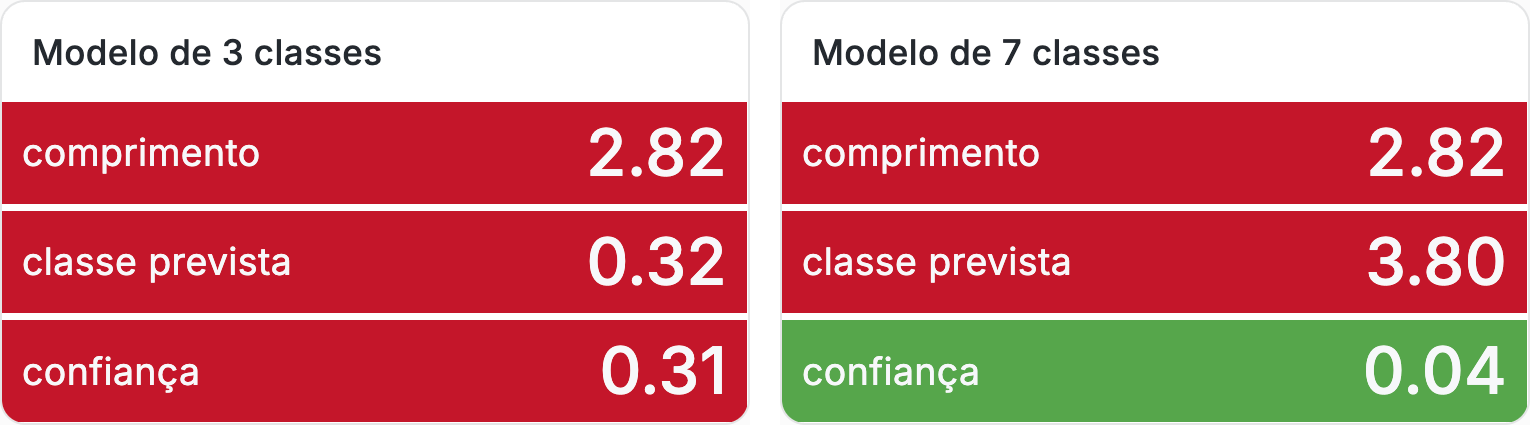 Modelo de 3 classes
comprimento 2.82
classe prevista 0.32
confiança 0.31
Modelo de 7 classes
comprimento 2.82
classe prevista 3.80
confiança 0.04